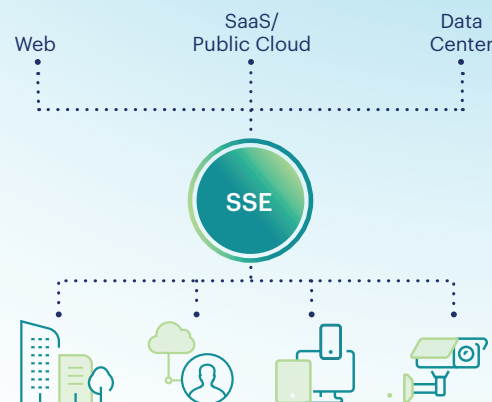 Web
SaaS/
Public Cloud
Data
Center
SSE